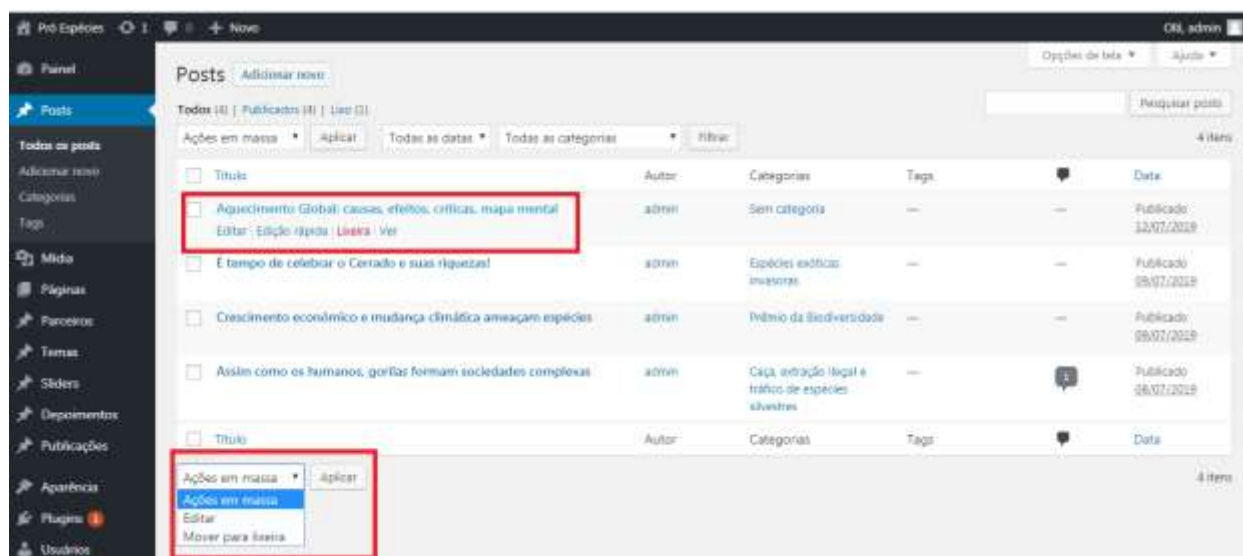 Pró Espécies 1 0 + Novo Olá, admin
Opções de tela Ajuda
Painel
Posts Adicionar novo
Posts
Todos (4) | Publicados (4) | Lixo (1)
Pesquisar posts
Ações em massa Aplicar Todas as datas Todas as categorias Filtrar 4 itens
Todos os posts
Adicionar novo
Categorias
Tags
Mídia
Páginas
Parceiros
Temas
Sliders
Depoimentos
Publicações
Aparência
Plugins 1
Usuários
Título Autor Categorias Tags Data
Aquecimento Global: causas, efeitos, críticas, mapa mental admin Sem categoria — — Publicado
Editar | Edição rápida | Lixeira | Ver 12/07/2019
É tempo de celebrar o Cerrado e suas riquezas! admin Espécies exóticas — — Publicado
invasoras 09/07/2019
Crescimento econômico e mudança climática ameaçam espécies admin Prêmio da Biodiversidade — — Publicado
09/07/2019
Assim como os humanos, gorilas formam sociedades complexas admin Caça, extração ilegal e — 1 Publicado
tráfico de espécies 08/07/2019
silvestres
Título Autor Categorias Tags Data
Ações em massa Aplicar 4 itens
Ações em massa
Editar
Mover para lixeira